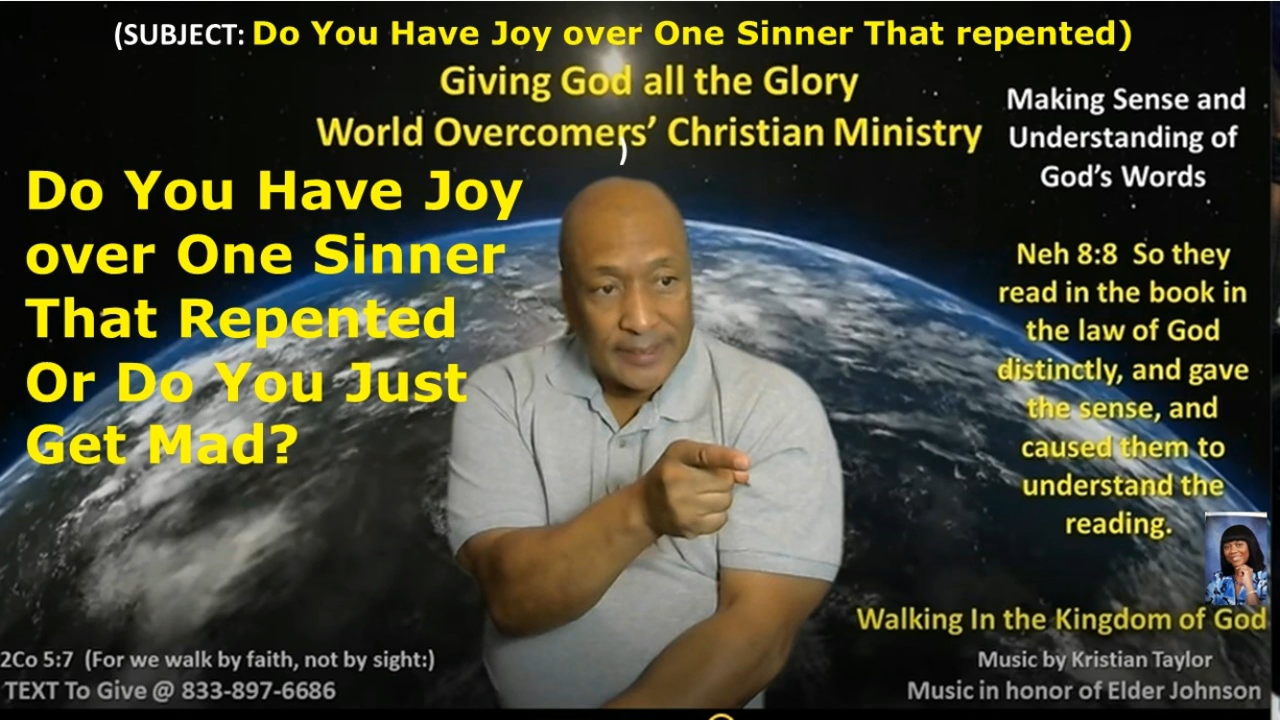 (SUBJECT: Do You Have Joy over One Sinner That repented)
Giving God all the Glory
World Overcomers’ Christian Ministry
)
Making Sense and
Understanding of
God’s Words
Do You Have Joy
over One Sinner
That Repented
Or Do You Just
Get Mad?
Neh 8:8 So they
read in the book in
the law of God
distinctly, and gave
the sense, and
caused them to
understand the
reading.
Walking In the Kingdom of God
2Co 5:7 (For we walk by faith, not by sight:)
TEXT To Give @ 833-897-6686
Music by Kristian Taylor
Music in honor of Elder Johnson